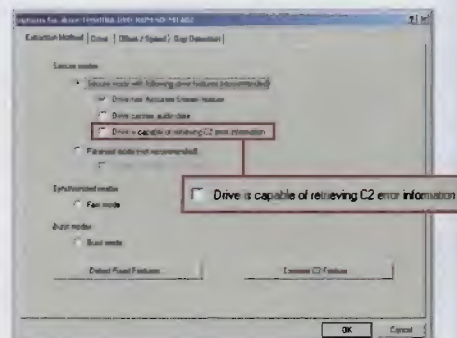 Extraction Method | Drive | Offset / Speed | Gap Detection
Secure modes
Secure mode with following drive features (recommended)
Drive has 'Accurate Stream' feature
Drive caches audio data
Drive is capable of retrieving C2 error information
Paranoid mode (not recommended)
Drive is capable of retrieving C2 error information
Synchronized modes
Fast mode
Burst modes
Burst mode
Detect Read Features...
Examine C2 Feature
OK
Cancel